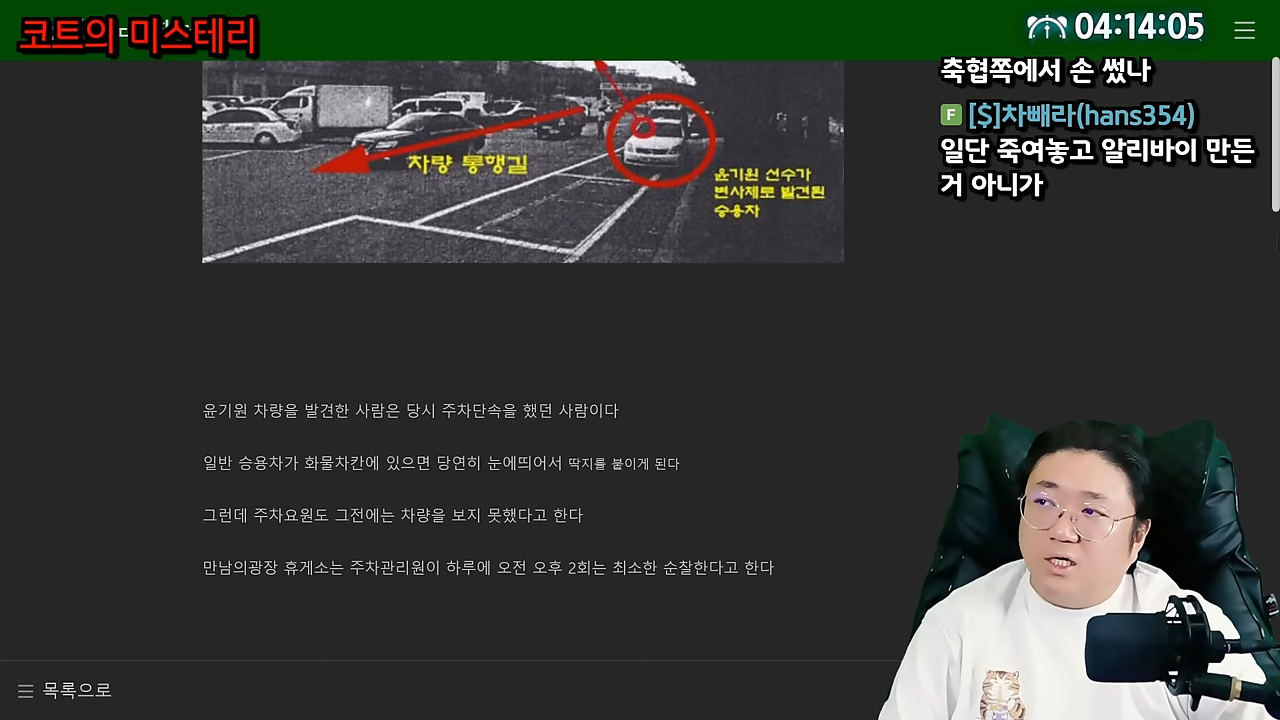 코트의 미스테리
04:14:05
축협쪽에서 손 썼나
F [$]차빼라(hans354)
일단 죽여놓고 알리바이 만든
거 아니가
차량 통행길
윤기원 선수가
변사체로 발견된
승용차
윤기원 차량을 발견한 사람은 당시 주차단속을 했던 사람이다
일반 승용차가 화물차칸에 있으면 당연히 눈에띄어서 딱지를 붙이게 된다
그런데 주차요원도 그전에는 차량을 보지 못했다고 한다
만남의광장 휴게소는 주차관리원이 하루에 오전 오후 2회는 최소한 순찰한다고 한다
목록으로